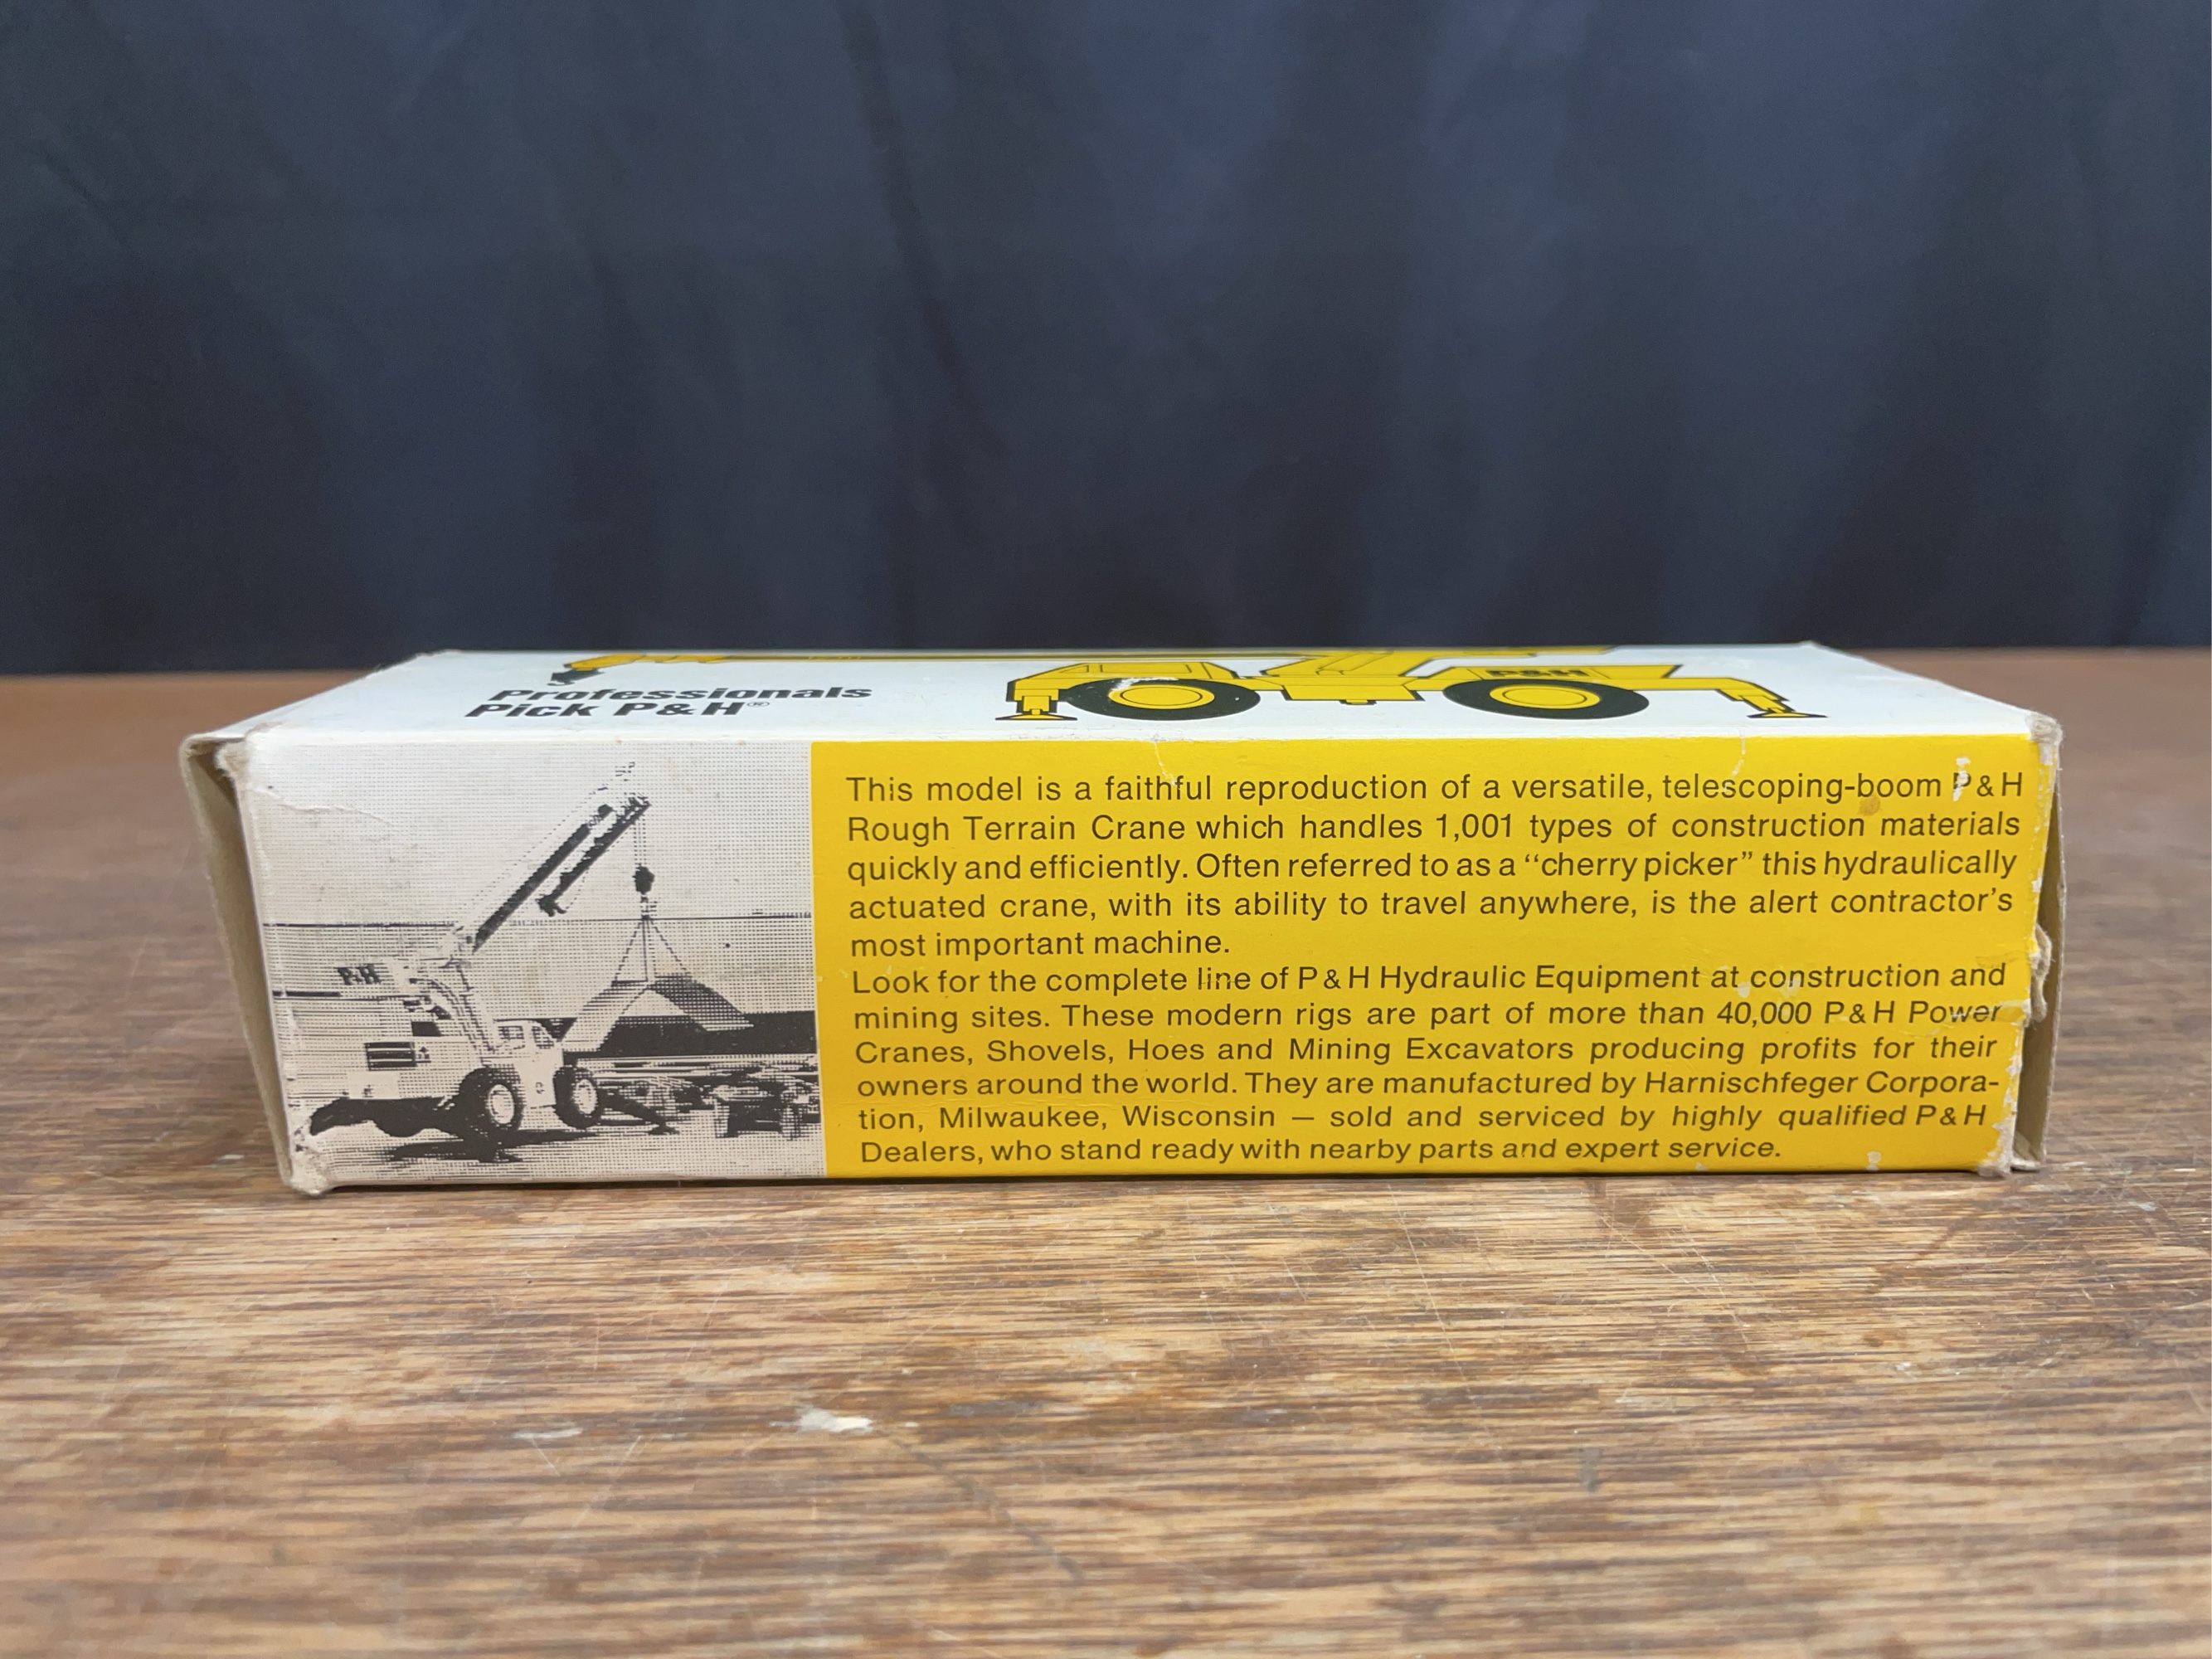 Professionals
Pick P&H®
P&H
P&H
This model is a faithful reproduction of a versatile, telescoping-boom P&H
Rough Terrain Crane which handles 1,001 types of construction materials
quickly and efficiently. Often referred to as a “cherry picker” this hydraulically
actuated crane, with its ability to travel anywhere, is the alert contractor's
most important machine.
Look for the complete line of P&H Hydraulic Equipment at construction and
mining sites. These modern rigs are part of more than 40,000 P&H Power
Cranes, Shovels, Hoes and Mining Excavators producing profits for their
owners around the world. They are manufactured by Harnischfeger Corpora-
tion, Milwaukee, Wisconsin — sold and serviced by highly qualified P&H
Dealers, who stand ready with nearby parts and expert service.